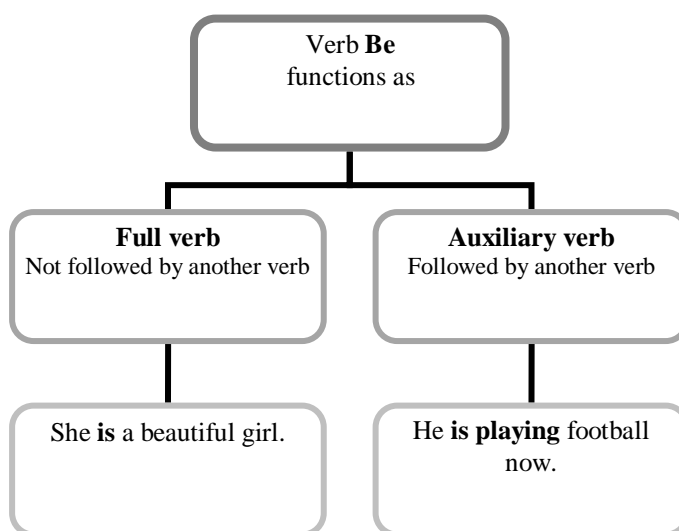 Verb Be
functions as
Full verb
Not followed by another verb
Auxiliary verb
Followed by another verb
She is a beautiful girl.
He is playing football
now.